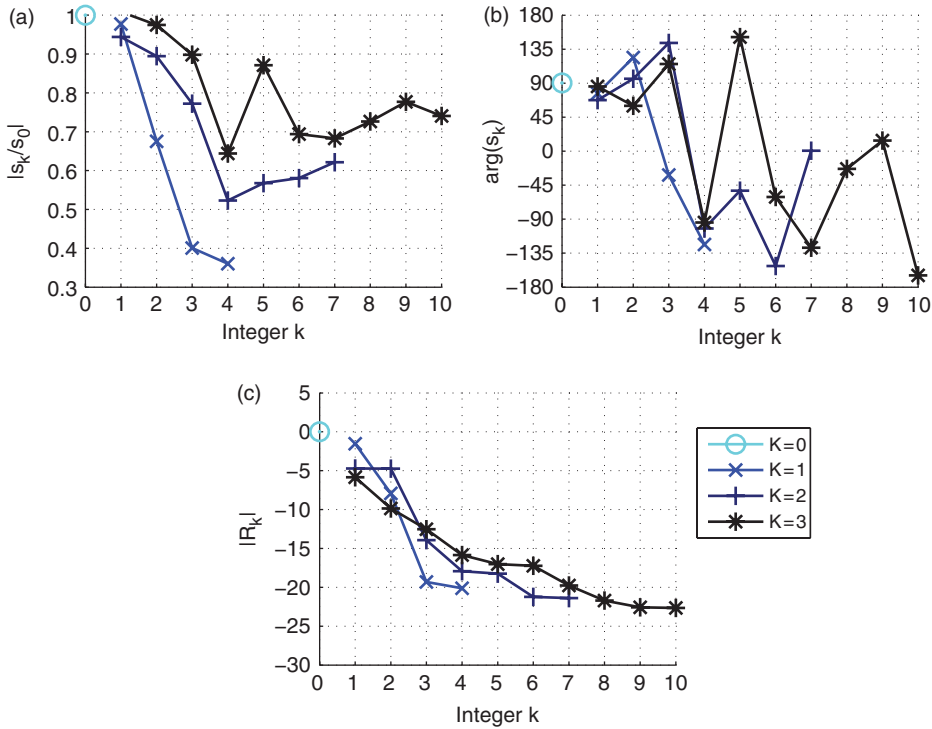 (a)
|s_k/s_0|
1
0.9
0.8
0.7
0.6
0.5
0.4
0.3
0 1 2 3 4 5 6 7 8 9 10
Integer k
(b)
arg(s_k)
180
135
90
45
0
−45
−90
−135
−180
0 1 2 3 4 5 6 7 8 9 10
Integer k
(c)
|R_k|
5
0
−5
−10
−15
−20
−25
−30
0 1 2 3 4 5 6 7 8 9 10
Integer k
K=0
K=1
K=2
K=3